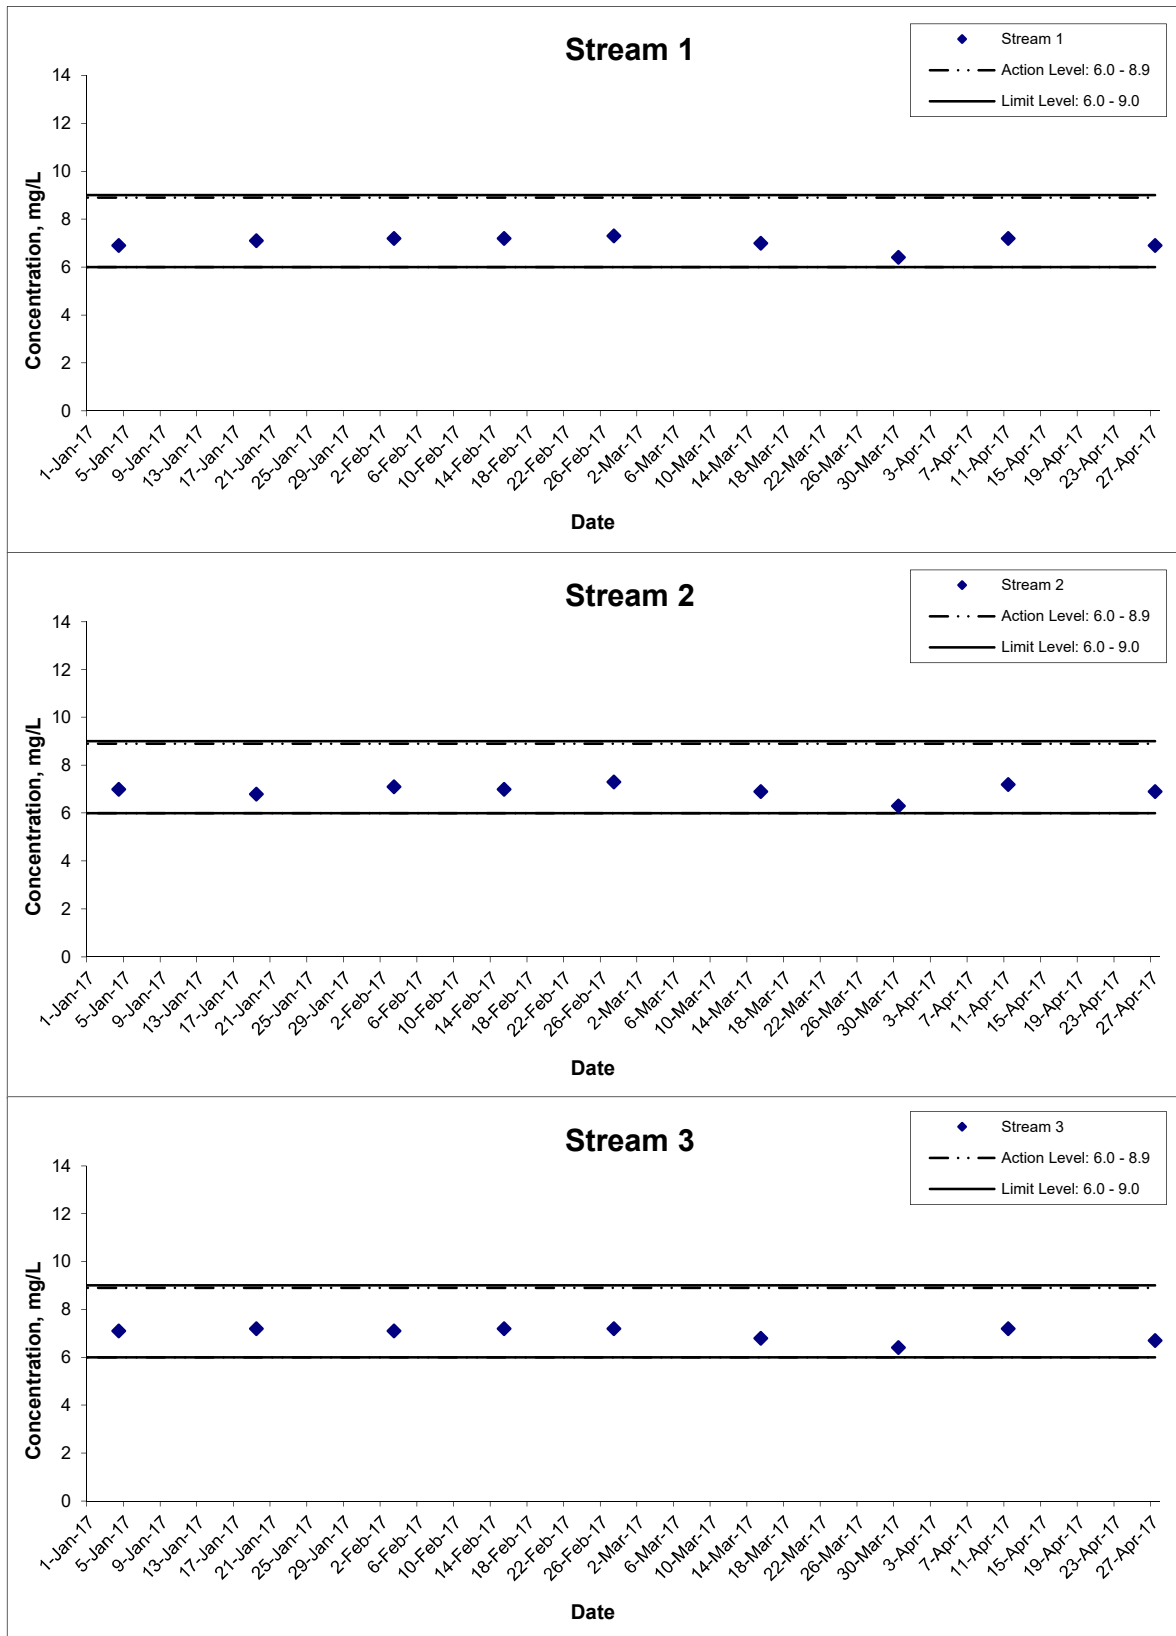 Stream 1
Stream 1
Action Level: 6.0 - 8.9
Limit Level: 6.0 - 9.0
14
12
10
8
6
4
2
0
Concentration, mg/L
1-Jan-17
5-Jan-17
9-Jan-17
13-Jan-17
17-Jan-17
21-Jan-17
25-Jan-17
29-Jan-17
2-Feb-17
6-Feb-17
10-Feb-17
14-Feb-17
18-Feb-17
22-Feb-17
26-Feb-17
2-Mar-17
6-Mar-17
10-Mar-17
14-Mar-17
18-Mar-17
22-Mar-17
26-Mar-17
30-Mar-17
3-Apr-17
7-Apr-17
11-Apr-17
15-Apr-17
19-Apr-17
23-Apr-17
27-Apr-17
Date
Stream 2
Stream 2
Action Level: 6.0 - 8.9
Limit Level: 6.0 - 9.0
14
12
10
8
6
4
2
0
Concentration, mg/L
1-Jan-17
5-Jan-17
9-Jan-17
13-Jan-17
17-Jan-17
21-Jan-17
25-Jan-17
29-Jan-17
2-Feb-17
6-Feb-17
10-Feb-17
14-Feb-17
18-Feb-17
22-Feb-17
26-Feb-17
2-Mar-17
6-Mar-17
10-Mar-17
14-Mar-17
18-Mar-17
22-Mar-17
26-Mar-17
30-Mar-17
3-Apr-17
7-Apr-17
11-Apr-17
15-Apr-17
19-Apr-17
23-Apr-17
27-Apr-17
Date
Stream 3
Stream 3
Action Level: 6.0 - 8.9
Limit Level: 6.0 - 9.0
14
12
10
8
6
4
2
0
Concentration, mg/L
1-Jan-17
5-Jan-17
9-Jan-17
13-Jan-17
17-Jan-17
21-Jan-17
25-Jan-17
29-Jan-17
2-Feb-17
6-Feb-17
10-Feb-17
14-Feb-17
18-Feb-17
22-Feb-17
26-Feb-17
2-Mar-17
6-Mar-17
10-Mar-17
14-Mar-17
18-Mar-17
22-Mar-17
26-Mar-17
30-Mar-17
3-Apr-17
7-Apr-17
11-Apr-17
15-Apr-17
19-Apr-17
23-Apr-17
27-Apr-17
Date